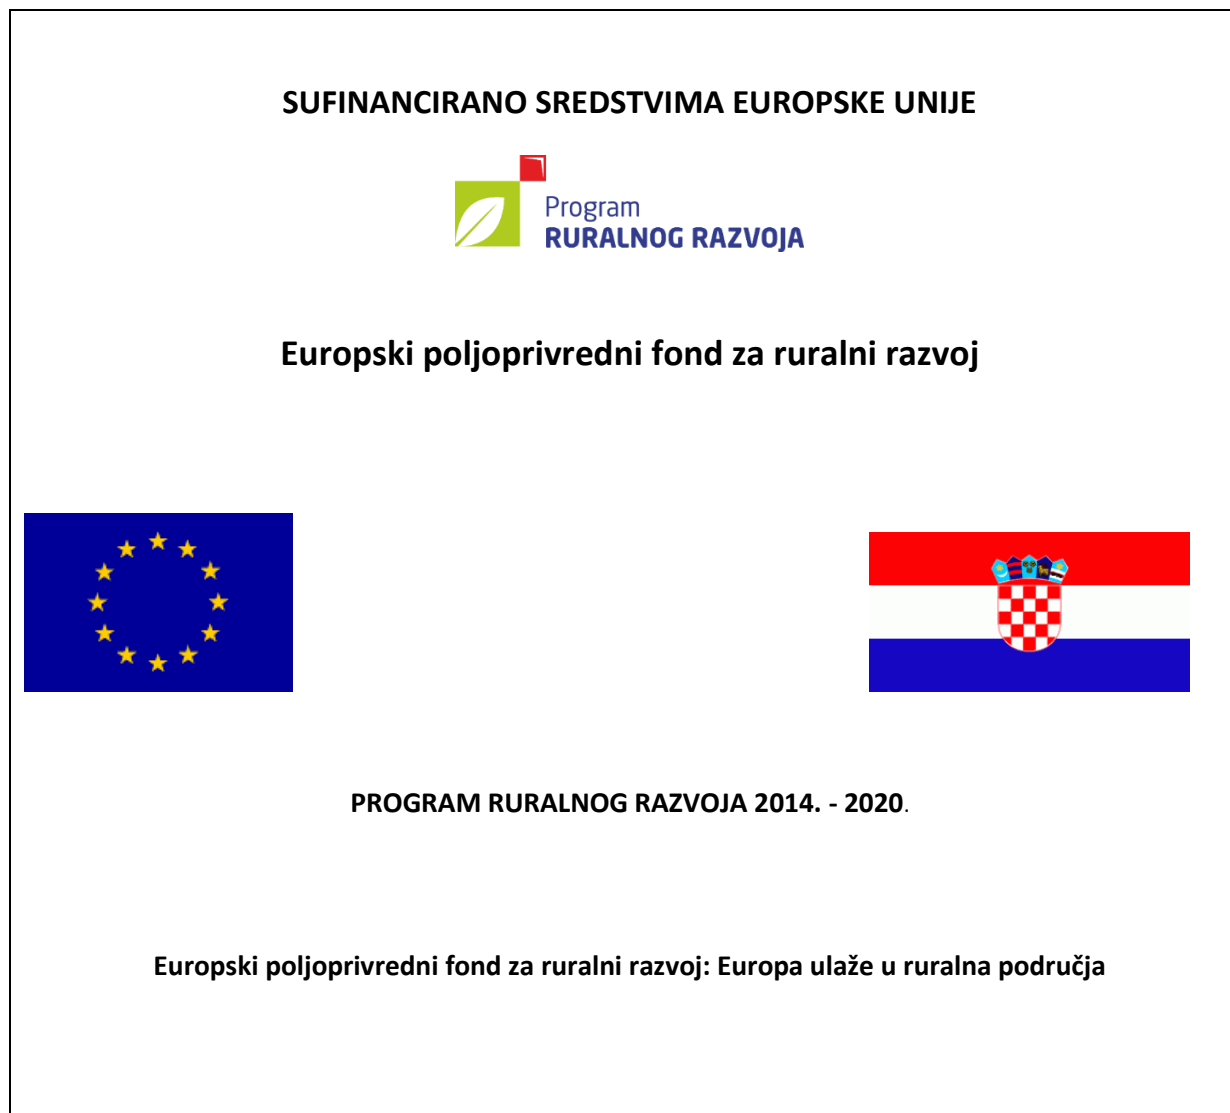 SUFINANCIRANO SREDSTVIMA EUROPSKE UNIJE
Program
RURALNOG RAZVOJA
Europski poljoprivredni fond za ruralni razvoj
PROGRAM RURALNOG RAZVOJA 2014. - 2020.
Europski poljoprivredni fond za ruralni razvoj: Europa ulaže u ruralna područja